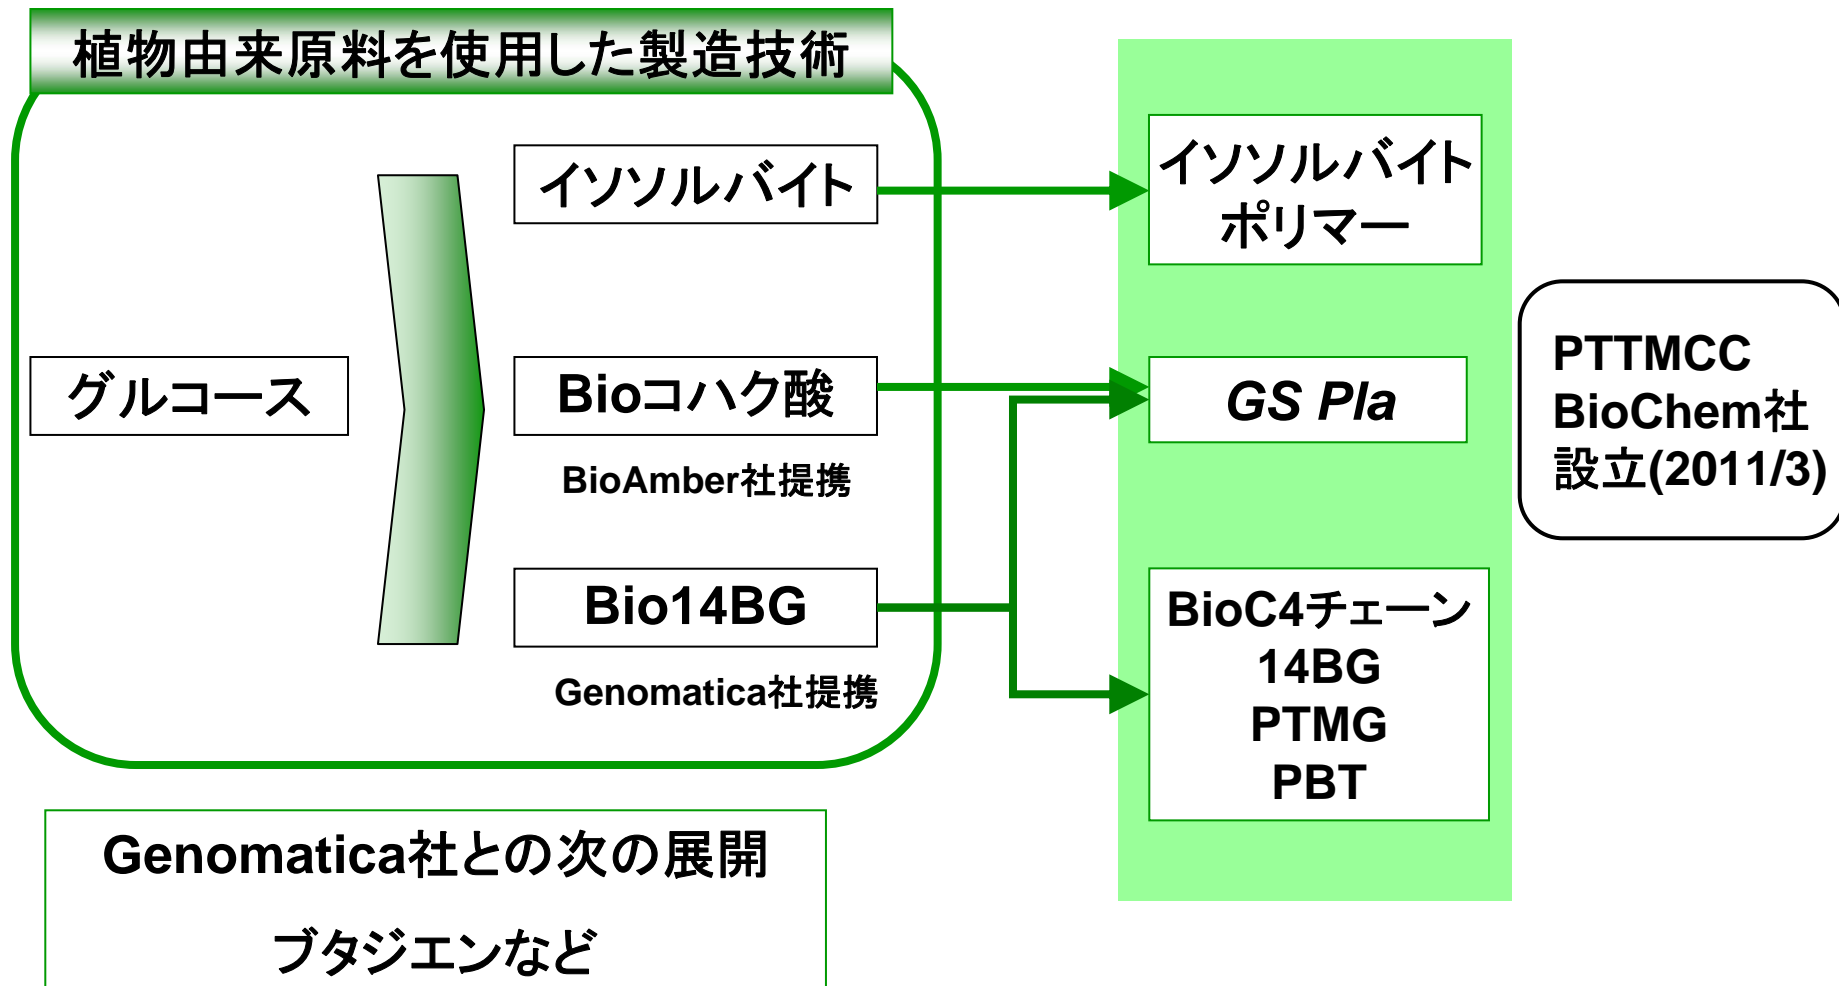 植物由来原料を使用した製造技術
イソソルバイト
グルコース
Bioコハク酸
BioAmber社提携
Bio14BG
Genomatica社提携
イソソルバイト
ポリマー
GS Pla
BioC4チェーン
14BG
PTMG
PBT
PTTMCC
BioChem社
設立(2011/3)
Genomatica社との次の展開
ブタジエンなど